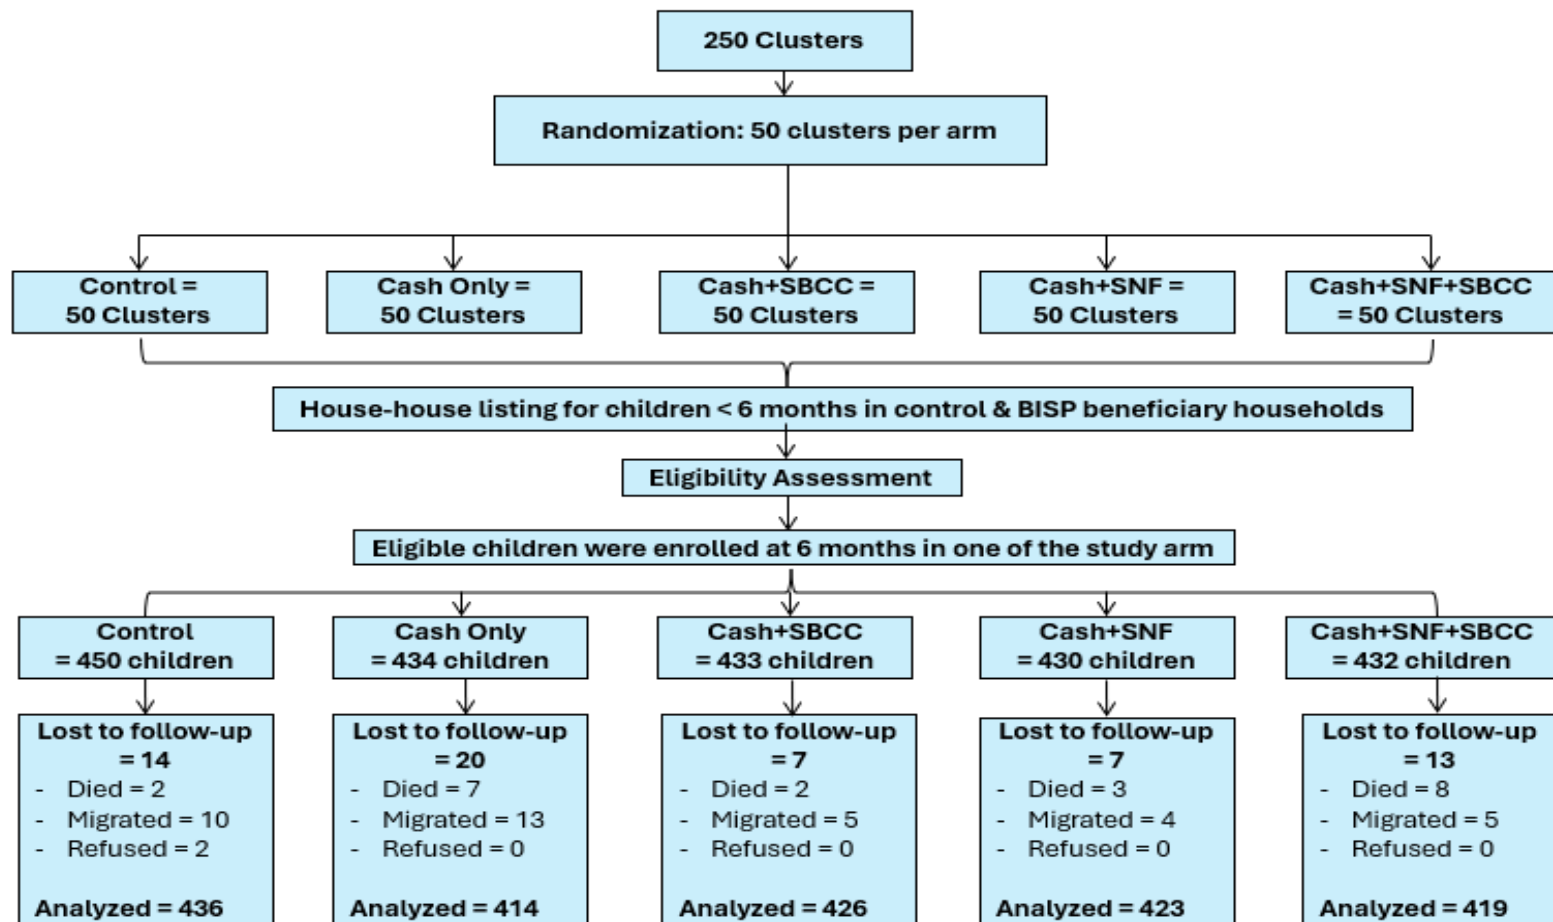 250 Clusters
Randomization: 50 clusters per arm
Control =
50 Clusters
Cash Only =
50 Clusters
Cash+SBCC =
50 Clusters
Cash+SNF =
50 Clusters
Cash+SNF+SBCC
= 50 Clusters
House-house listing for children < 6 months in control & BISP beneficiary households
Eligibility Assessment
Eligible children were enrolled at 6 months in one of the study arm
Control
= 450 children
Cash Only
= 434 children
Cash+SBCC
= 433 children
Cash+SNF
= 430 children
Cash+SNF+SBCC
= 432 children
Lost to follow-up
= 14
- Died = 2
- Migrated = 10
- Refused = 2
Analyzed = 436
Lost to follow-up
= 20
- Died = 7
- Migrated = 13
- Refused = 0
Analyzed = 414
Lost to follow-up
= 7
- Died = 2
- Migrated = 5
- Refused = 0
Analyzed = 426
Lost to follow-up
= 7
- Died = 3
- Migrated = 4
- Refused = 0
Analyzed = 423
Lost to follow-up
= 13
- Died = 8
- Migrated = 5
- Refused = 0
Analyzed = 419